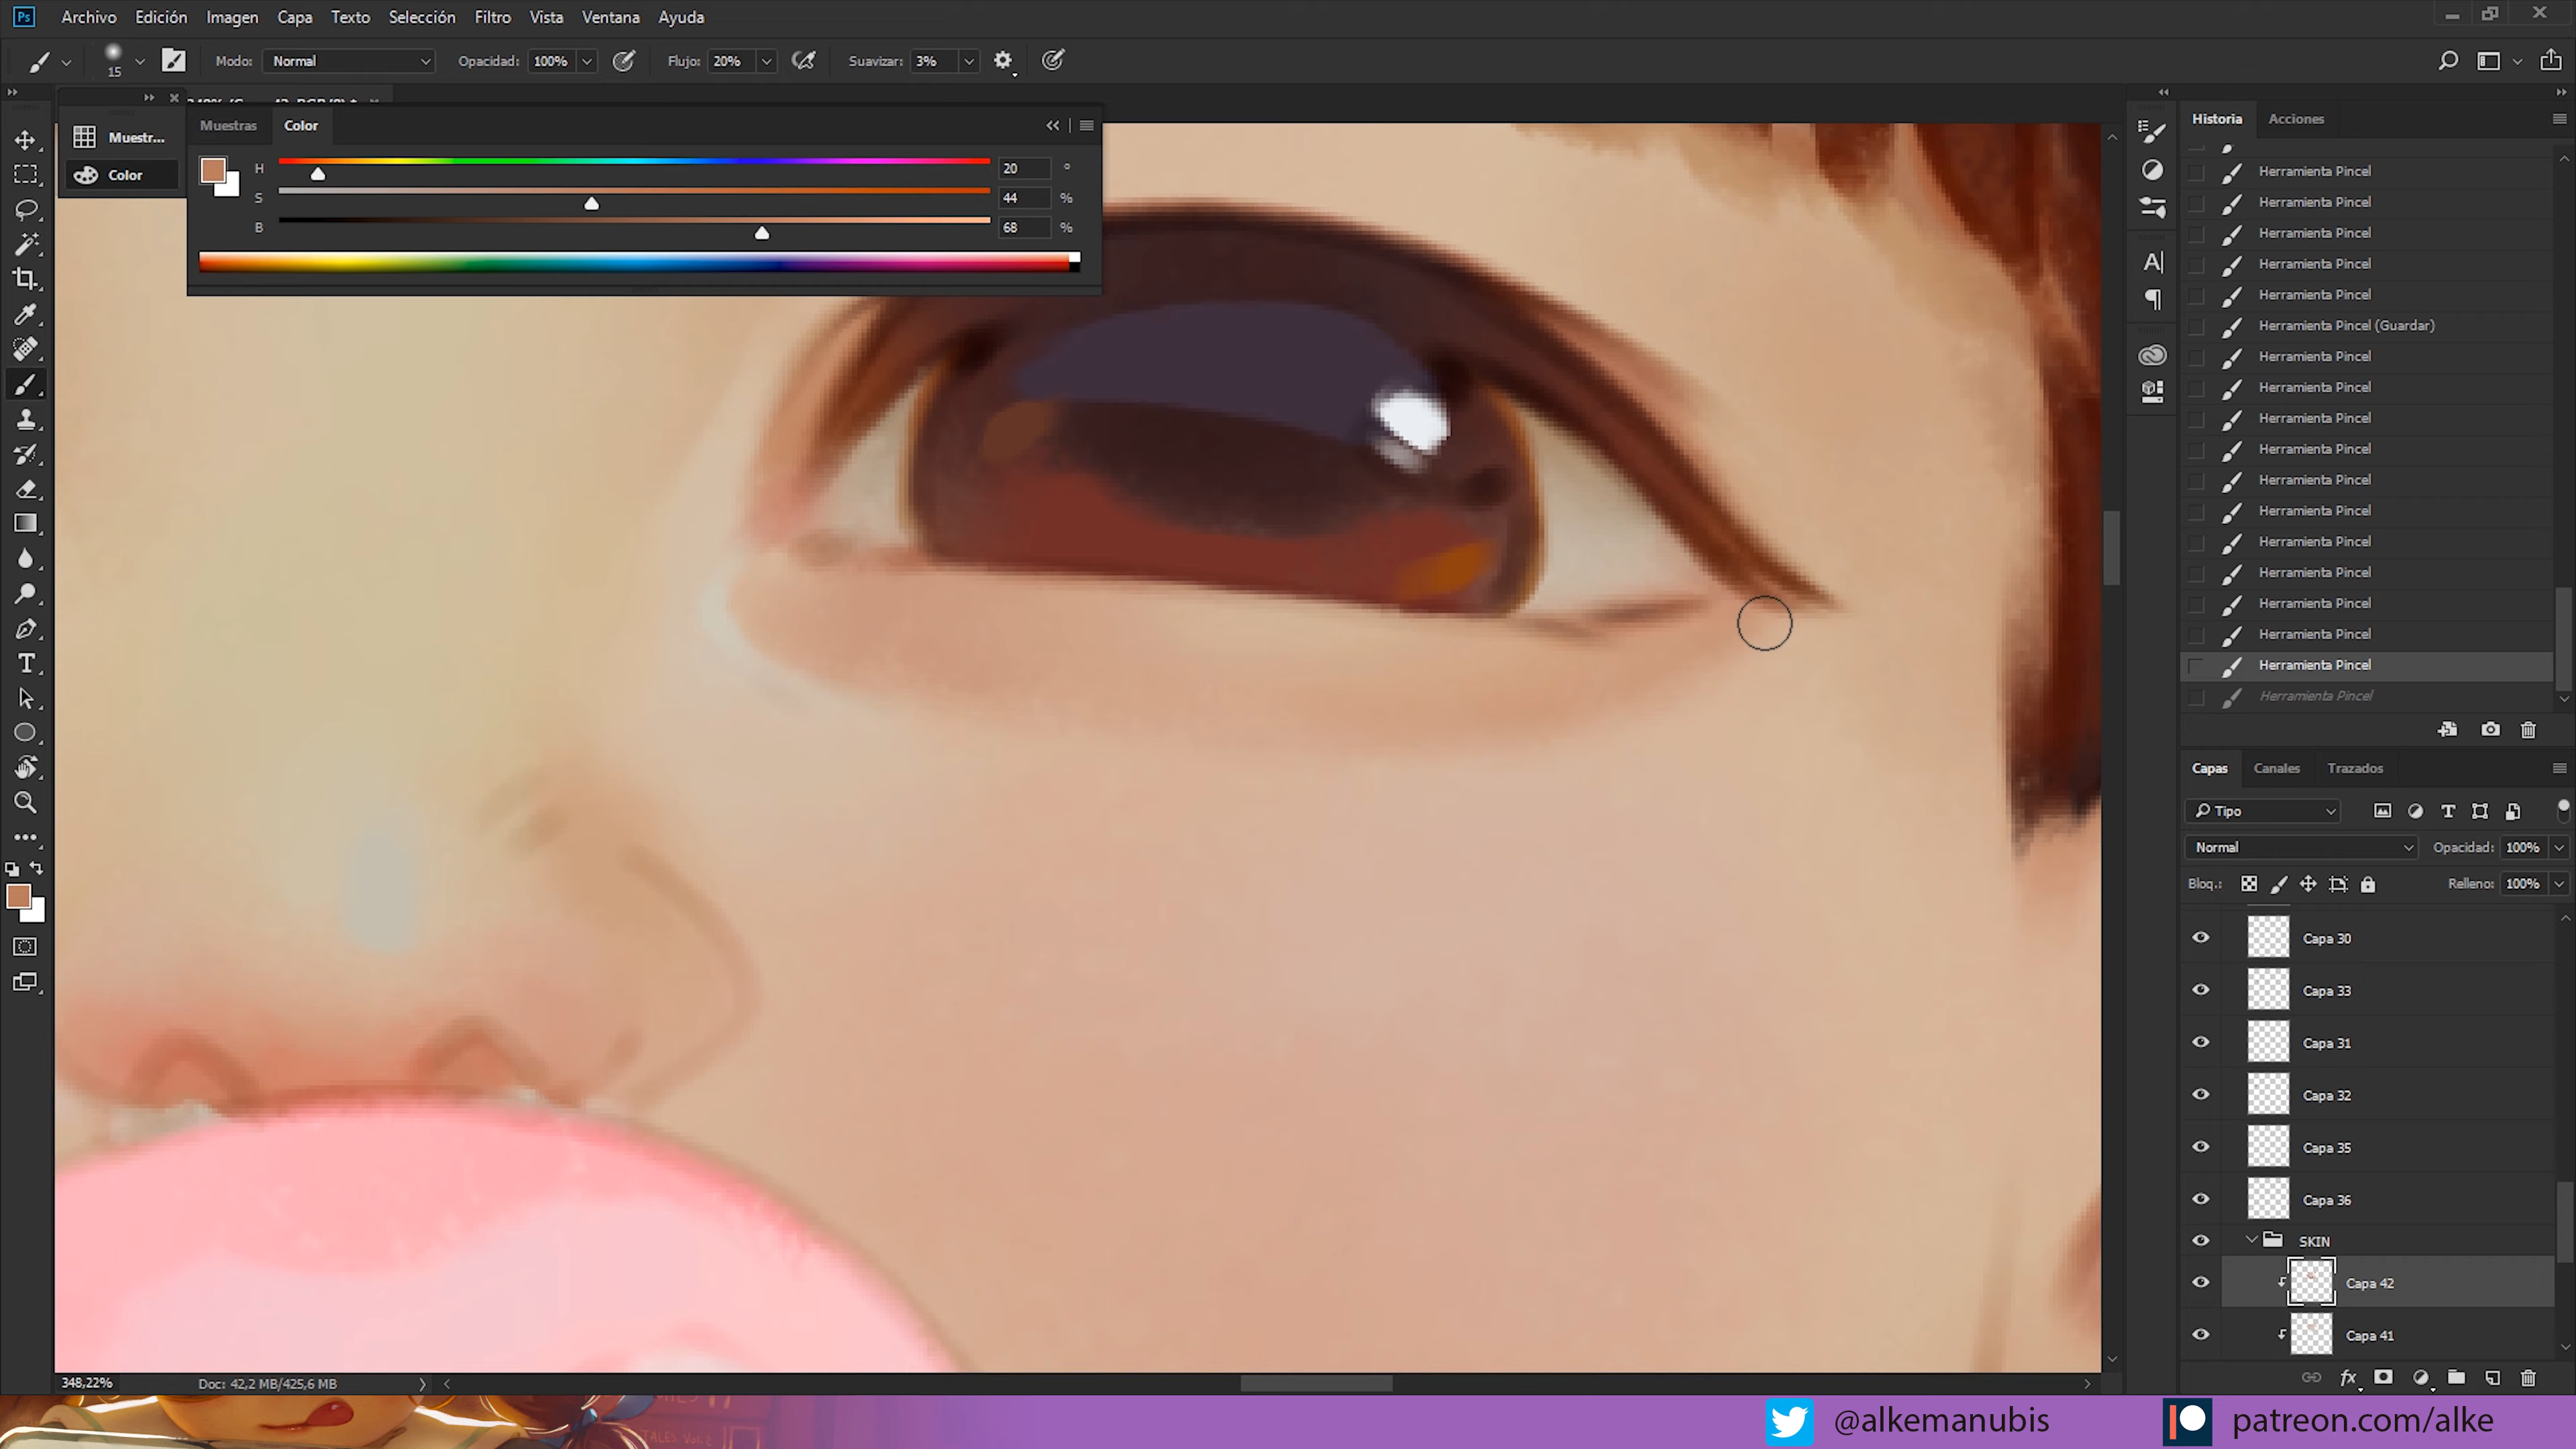 Ps Archivo Edición Imagen Capa Texto Selección Filtro Vista Ventana Ayuda
15 Modo: Normal Opacidad: 100% Flujo: 20% Suavizar: 3%
Muestr...
Color
Muestras Color
H 20 °
S 44 %
B 68 %
Historia Acciones
Herramienta Pincel
Herramienta Pincel
Herramienta Pincel
Herramienta Pincel
Herramienta Pincel
Herramienta Pincel (Guardar)
Herramienta Pincel
Herramienta Pincel
Herramienta Pincel
Herramienta Pincel
Herramienta Pincel
Herramienta Pincel
Herramienta Pincel
Herramienta Pincel
Herramienta Pincel
Herramienta Pincel
Herramienta Pincel
Herramienta Pincel
Capas Canales Trazados
Tipo
Normal Opacidad: 100%
Bloq.: Relleno: 100%
Capa 30
Capa 33
Capa 31
Capa 32
Capa 35
Capa 36
SKIN
Capa 42
Capa 41
348,22% Doc: 42,2 MB/425,6 MB
@alkemanubis patreon.com/alke